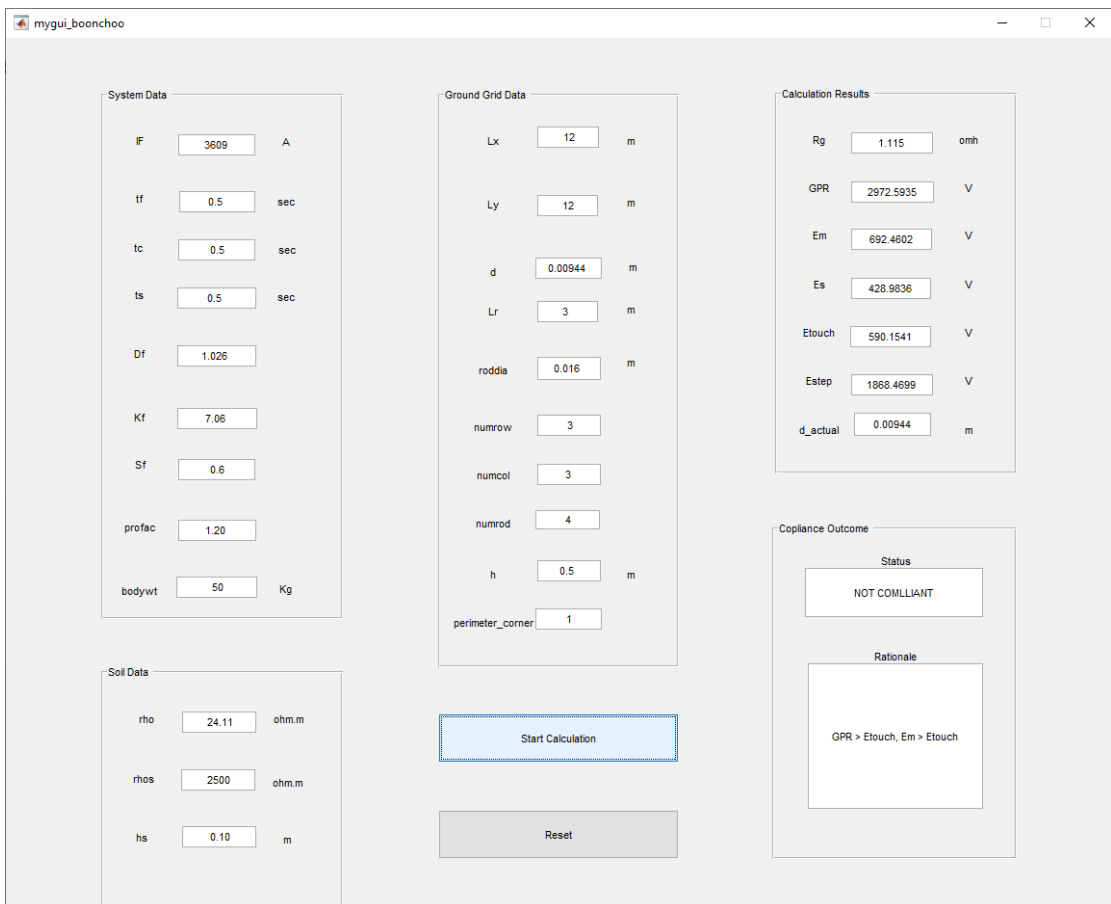 mygui_boonchoo
System Data
IF 3609 A
tf 0.5 sec
tc 0.5 sec
ts 0.5 sec
Df 1.026
Kf 7.06
Sf 0.6
profac 1.20
bodywt 50 Kg
Soil Data
rho 24.11 ohm.m
rhos 2500 ohm.m
hs 0.10 m
Ground Grid Data
Lx 12 m
Ly 12 m
d 0.00944 m
Lr 3 m
roddia 0.016 m
numrow 3
numcol 3
numrod 4
h 0.5 m
perimeter_corner 1
Start Calculation
Reset
Calculation Results
Rg 1.115 omh
GPR 2972.5935 V
Em 692.4602 V
Es 428.9836 V
Etouch 590.1541 V
Estep 1868.4699 V
d_actual 0.00944 m
Copliance Outcome
Status
NOT COMLLIANT
Rationale
GPR > Etouch, Em > Etouch